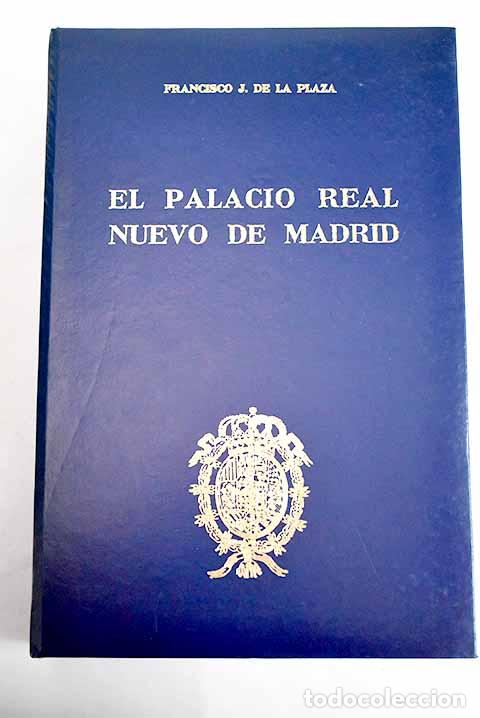 FRANCISCO J. DE LA PLAZA
EL PALACIO REAL
NUEVO DE MADRID
todocoleccion